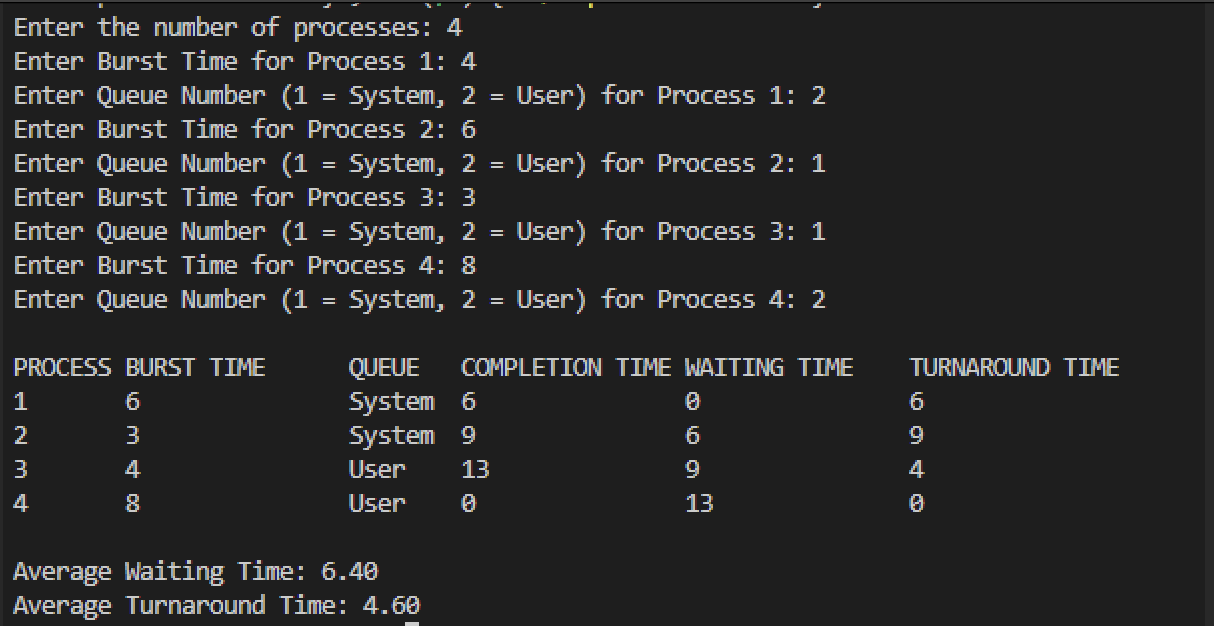 Enter the number of processes: 4
Enter Burst Time for Process 1: 4
Enter Queue Number (1 = System, 2 = User) for Process 1: 2
Enter Burst Time for Process 2: 6
Enter Queue Number (1 = System, 2 = User) for Process 2: 1
Enter Burst Time for Process 3: 3
Enter Queue Number (1 = System, 2 = User) for Process 3: 1
Enter Burst Time for Process 4: 8
Enter Queue Number (1 = System, 2 = User) for Process 4: 2

PROCESS BURST TIME      QUEUE   COMPLETION TIME WAITING TIME    TURNAROUND TIME
1       6               System  6               0               6
2       3               System  9               6               9
3       4               User    13              9               4
4       8               User    0               13              0

Average Waiting Time: 6.40
Average Turnaround Time: 4.60